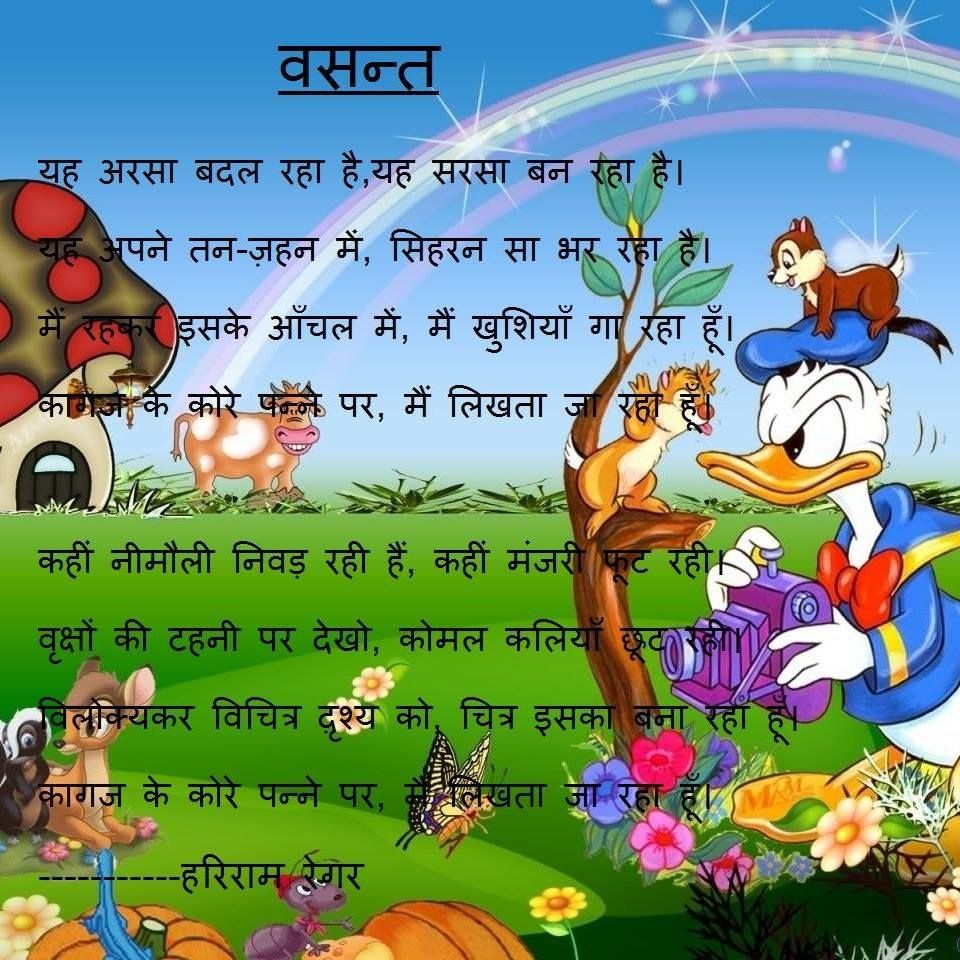 वसन्त
यह अरसा बदल रहा है,यह सरसा बन रहा है।
यह अपने तन-ज़हन में, सिहरन सा भर रहा है।
मैं रहकर इसके आँचल में, मैं खुशियाँ गा रहा हूँ।
कागज के कोरे पन्ने पर, मैं लिखता जा रहा हूँ।
कहीं नीमौली निवड़ रही हैं, कहीं मंजरी फूट रही।
वृक्षों की टहनी पर देखो, कोमल कलियाँ छूट रही।
विलोक्यकर विचित्र दृश्य को, चित्र इसका बना रहा हूँ।
कागज के कोरे पन्ने पर, मैं लिखता जा रहा हूँ।
-----------हरिराम रेगर